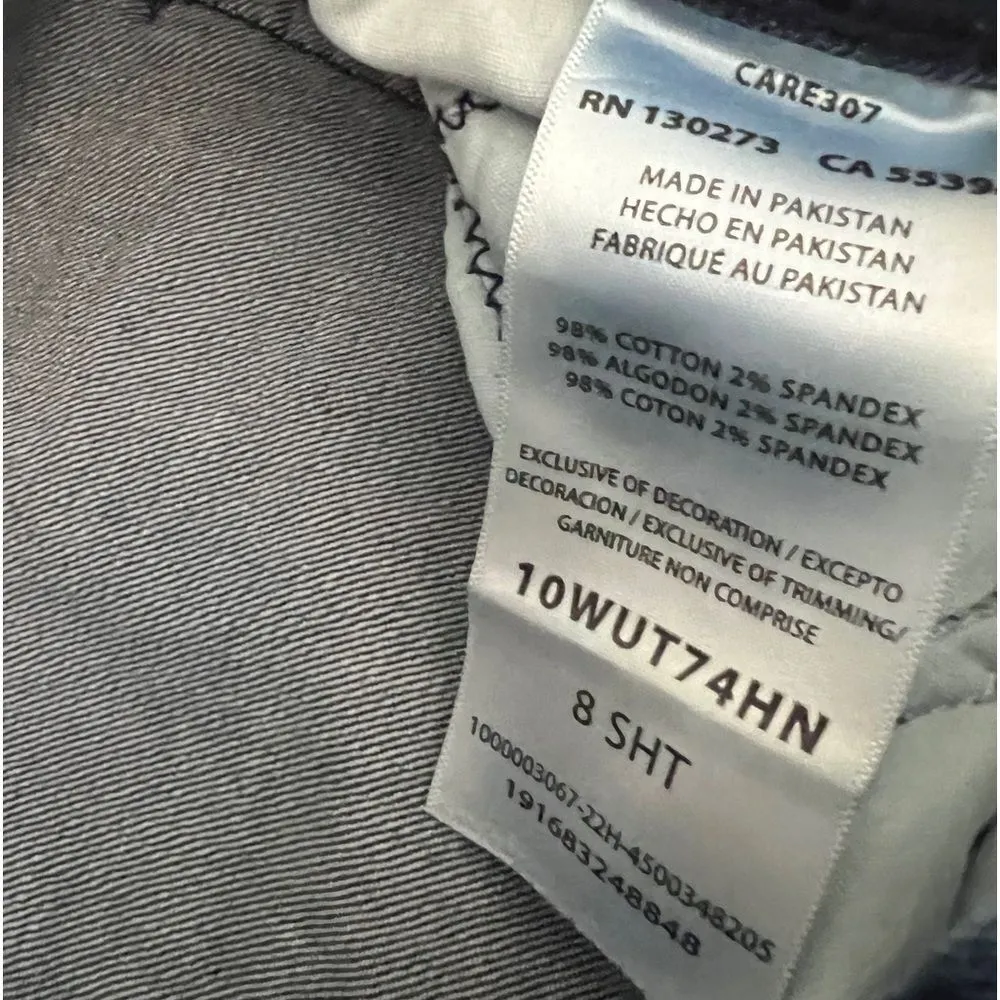 CARE307
RN 130273 CA 5539
MADE IN PAKISTAN
HECHO EN PAKISTAN
FABRIQUÉ AU PAKISTAN
98% COTTON 2% SPANDEX
98% ALGODON 2% SPANDEX
98% COTON 2% SPANDEX
EXCLUSIVE OF DECORATION / EXCEPTO
DECORACION / EXCLUSIVE OF TRIMMING/
GARNITURE NON COMPRISE
10WUT74HN
8 SHT
1000003067-22H-4500348205
191683248848